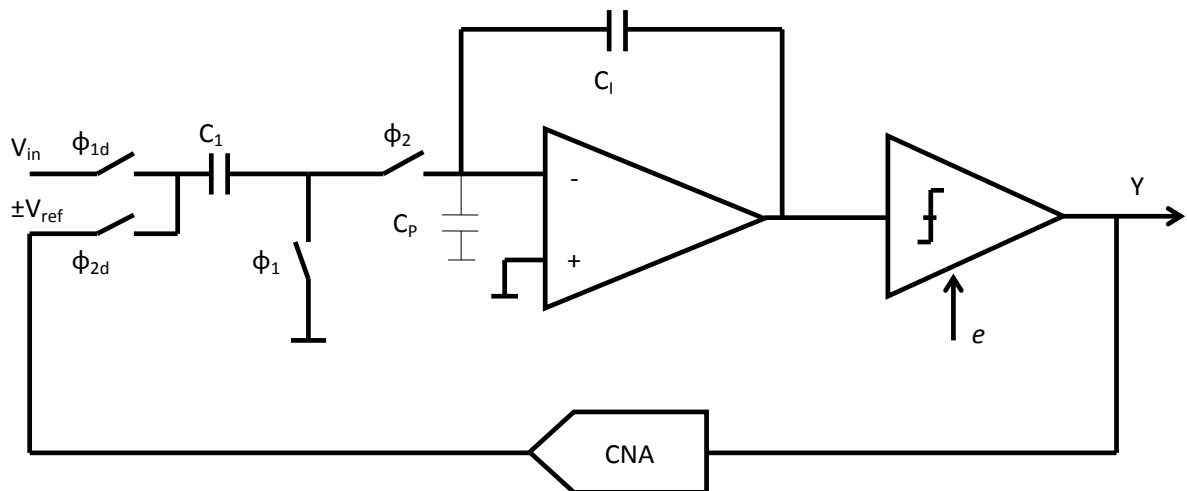 C_I
V_in
ϕ_1d
C_1
ϕ_2
±V_ref
ϕ_2d
ϕ_1
C_P
-
+
Y
e
CNA